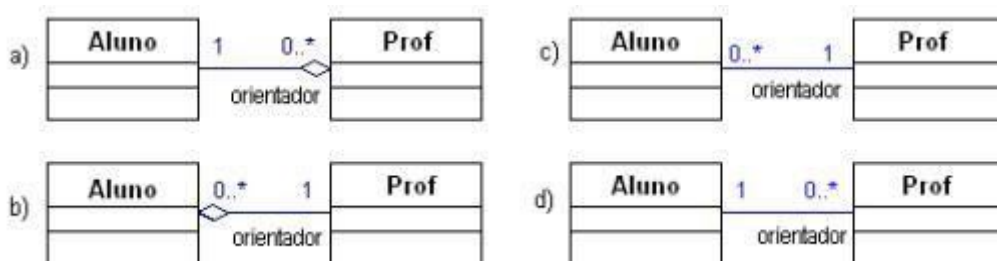 a) Aluno 1 0..* Prof
orientador
b) Aluno 0..* 1 Prof
orientador
c) Aluno 0..* 1 Prof
orientador
d) Aluno 1 0..* Prof
orientador